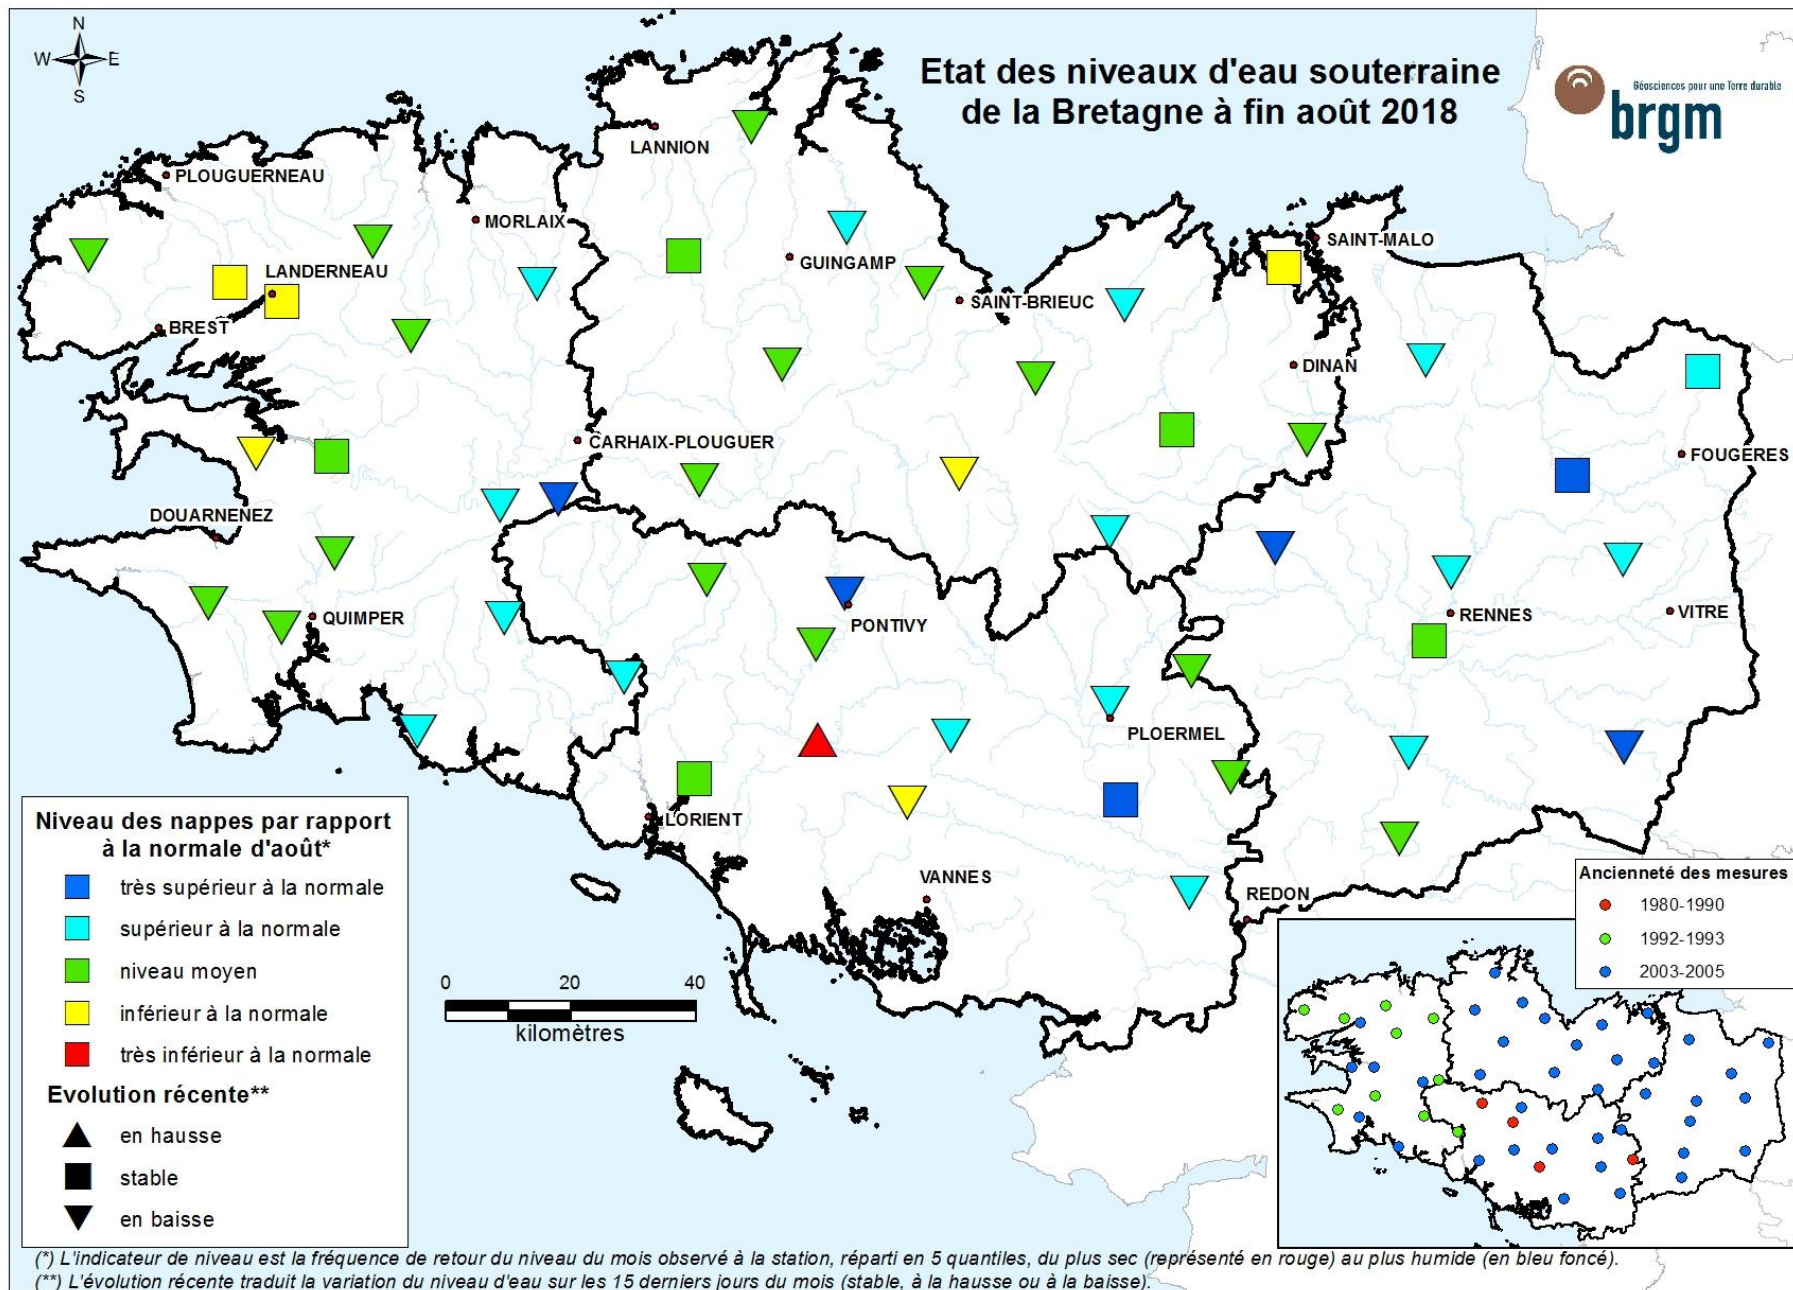 N
W
E
S
Etat des niveaux d'eau souterraine
de la Bretagne à fin août 2018
Géosciences pour une Terre durable
brgm
LANNION
PLOUGUERNEAU
MORLAIX
SAINT-MALO
GUINGAMP
LANDERNEAU
SAINT-BRIEUC
BREST
DINAN
CARHAIX-PLOUGUER
FOUGERES
DOUARNENEZ
QUIMPER
PONTIVY
RENNES
VITRE
PLOERMEL
LORIENT
VANNES
REDON
Niveau des nappes par rapport
à la normale d'août*
très supérieur à la normale
supérieur à la normale
niveau moyen
inférieur à la normale
très inférieur à la normale
Evolution récente**
en hausse
stable
en baisse
0 20 40
kilomètres
Ancienneté des mesures
1980-1990
1992-1993
2003-2005
(*) L'indicateur de niveau est la fréquence de retour du niveau du mois observé à la station, réparti en 5 quantiles, du plus sec (représenté en rouge) au plus humide (en bleu foncé).
(**) L'évolution récente traduit la variation du niveau d'eau sur les 15 derniers jours du mois (stable, à la hausse ou à la baisse).